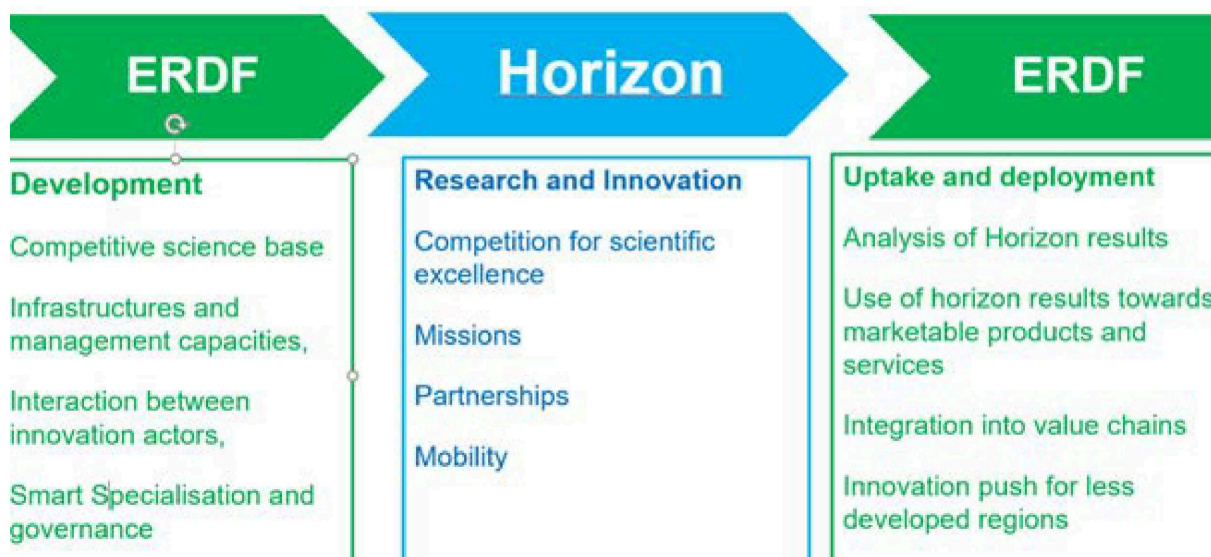 ERDF
Horizon
ERDF
Development
Competitive science base
Infrastructures and
management capacities,
Interaction between
innovation actors,
Smart Specialisation and
governance
Research and Innovation
Competition for scientific
excellence
Missions
Partnerships
Mobility
Uptake and deployment
Analysis of Horizon results
Use of horizon results towards
marketable products and
services
Integration into value chains
Innovation push for less
developed regions